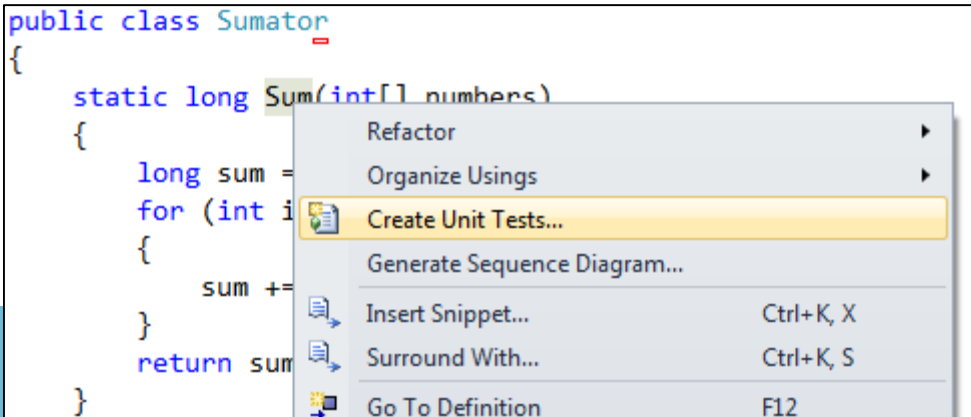 public class Sumator
{
static long Sum(int[] numbers)
{
long sum =
for (int i
{
sum +=
}
return sum
}
Refactor
Organize Usings
Create Unit Tests...
Generate Sequence Diagram...
Insert Snippet... Ctrl+K, X
Surround With... Ctrl+K, S
Go To Definition F12